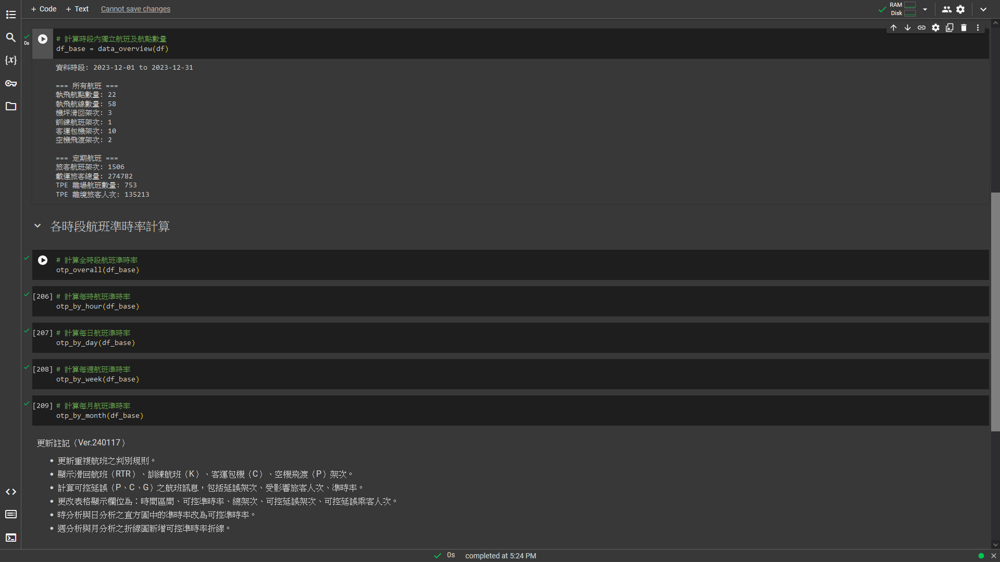 + Code + Text Cannot save changes
RAM
Disk
0s
# 計算時段內獨立航班及航點數量
df_base = data_overview(df)
資料時段: 2023-12-01 to 2023-12-31
=== 所有航班 ===
執飛航點數量: 22
執飛航線數量: 58
機坪滑回架次: 3
訓練航班架次: 1
客運包機架次: 10
空機飛渡架次: 2
=== 定期航班 ===
旅客航班架次: 1506
載運旅客總量: 274782
TPE 離場航班數量: 753
TPE 離境旅客人次: 135213
各時段航班準時率計算
# 計算全時段航班準時率
otp_overall(df_base)
[206] # 計算每時航班準時率
otp_by_hour(df_base)
[207] # 計算每日航班準時率
otp_by_day(df_base)
[208] # 計算每週航班準時率
otp_by_week(df_base)
[209] # 計算每月航班準時率
otp_by_month(df_base)
更新註記（Ver.240117）
• 更新重複航班之判別規則。
• 顯示滑回航班（RTR）、訓練航班（K）、客運包機（C）、空機飛渡（P）架次。
• 計算可控延誤（P、C、G）之航班訊息，包括延誤架次、受影響旅客人次、準時率。
• 更改表格顯示欄位為：時間區間、可控準時率、總架次、可控延誤架次、可控延誤乘客人次。
• 時分析與日分析之直方圖中的準時率改為可控準時率。
• 週分析與月分析之折線圖新增可控準時率折線。
0s completed at 5:24 PM